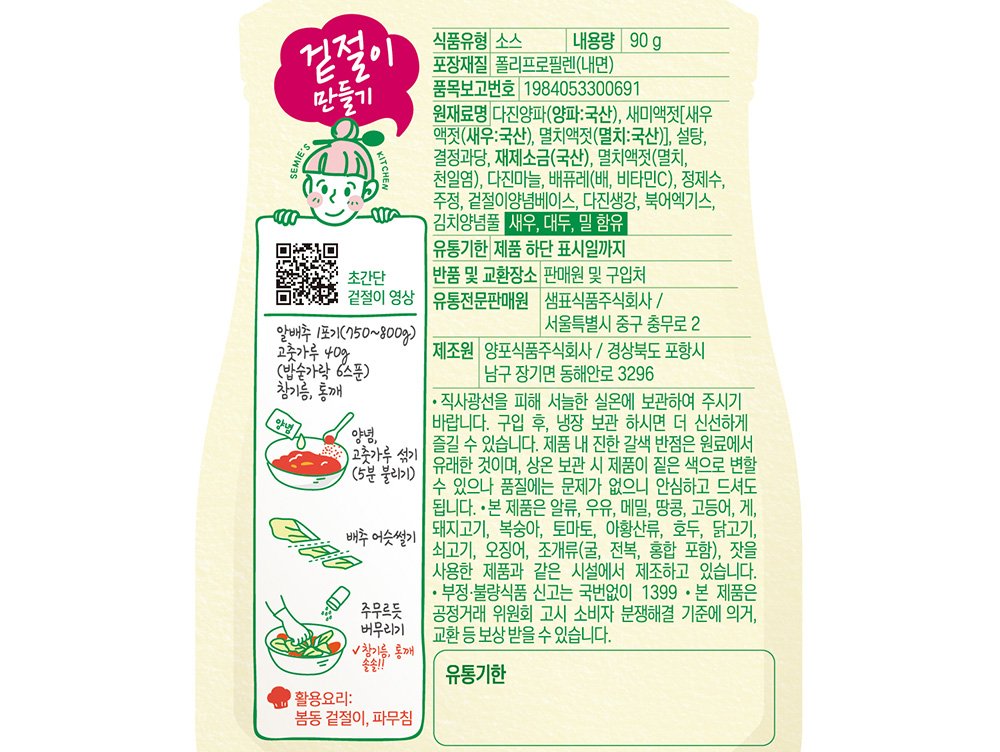 겉절이
만들기
SEMIE'S KITCHEN
초간단
겉절이 영상
알배추 1포기(750~800g)
고춧가루 40g
(밥숟가락 6스푼)
참기름, 통깨
양념
양념,
고춧가루 섞기
(5분 불리기)
배추 어슷썰기
주무르듯
버무리기
✓참기름, 통깨
솔솔!!
활용요리:
봄동 겉절이, 파무침
식품유형 소스 내용량 90 g
포장재질 폴리프로필렌(내면)
품목보고번호 1984053300691
원재료명 다진양파(양파:국산), 새미액젓[새우
액젓(새우:국산), 멸치액젓(멸치:국산)], 설탕,
결정과당, 재제소금(국산), 멸치액젓(멸치,
천일염), 다진마늘, 배퓨레(배, 비타민C), 정제수,
주정, 겉절이양념베이스, 다진생강, 북어엑기스,
김치양념풀 새우, 대두, 밀 함유
유통기한 제품 하단 표시일까지
반품 및 교환장소 판매원 및 구입처
유통전문판매원 샘표식품주식회사 /
서울특별시 중구 충무로 2
제조원 양포식품주식회사 / 경상북도 포항시
남구 장기면 동해안로 3296
• 직사광선을 피해 서늘한 실온에 보관하여 주시기
바랍니다. 구입 후, 냉장 보관 하시면 더 신선하게
즐길 수 있습니다. 제품 내 진한 갈색 반점은 원료에서
유래한 것이며, 상온 보관 시 제품이 짙은 색으로 변할
수 있으나 품질에는 문제가 없으니 안심하고 드셔도
됩니다. • 본 제품은 알류, 우유, 메밀, 땅콩, 고등어, 게,
돼지고기, 복숭아, 토마토, 아황산류, 호두, 닭고기,
쇠고기, 오징어, 조개류(굴, 전복, 홍합 포함), 잣을
사용한 제품과 같은 시설에서 제조하고 있습니다.
• 부정·불량식품 신고는 국번없이 1399 • 본 제품은
공정거래 위원회 고시 소비자 분쟁해결 기준에 의거,
교환 등 보상 받을 수 있습니다.
유통기한